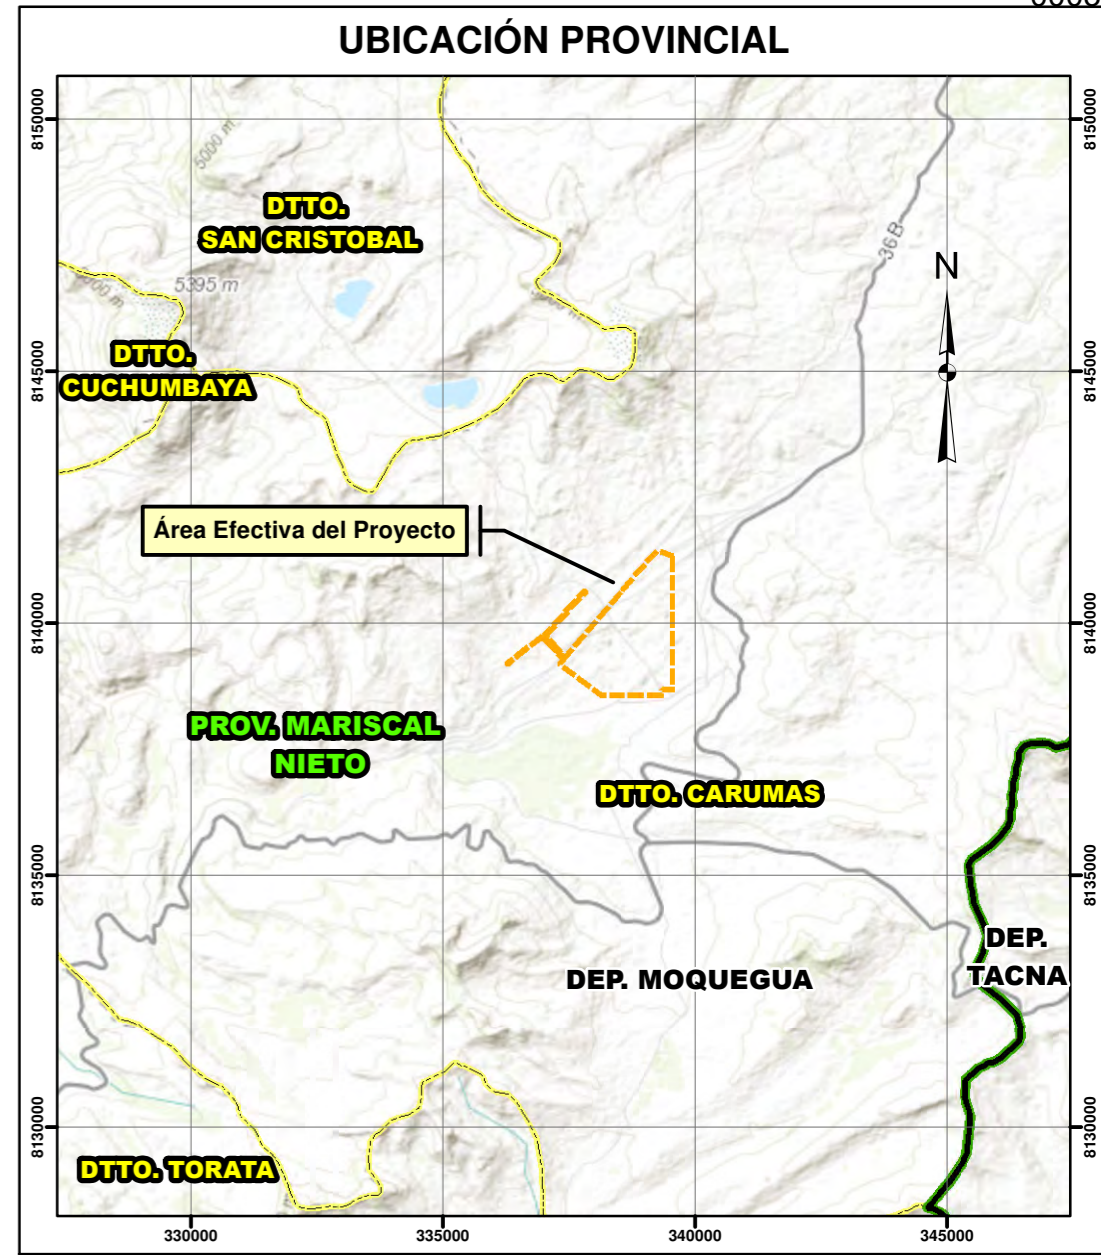 UBICACIÓN PROVINCIAL
8150000
8150000
5000 m
DTTO.
SAN CRISTOBAL
36B
N
5395 m
DTTO.
CUCHUMBAYA
8145000
8145000
Área Efectiva del Proyecto
8140000
8140000
PROV. MARISCAL
NIETO
DTTO. CARUMAS
8135000
8135000
DEP.
TACNA
DEP. MOQUEGUA
8130000
8130000
DTTO. TORATA
330000
335000
340000
345000